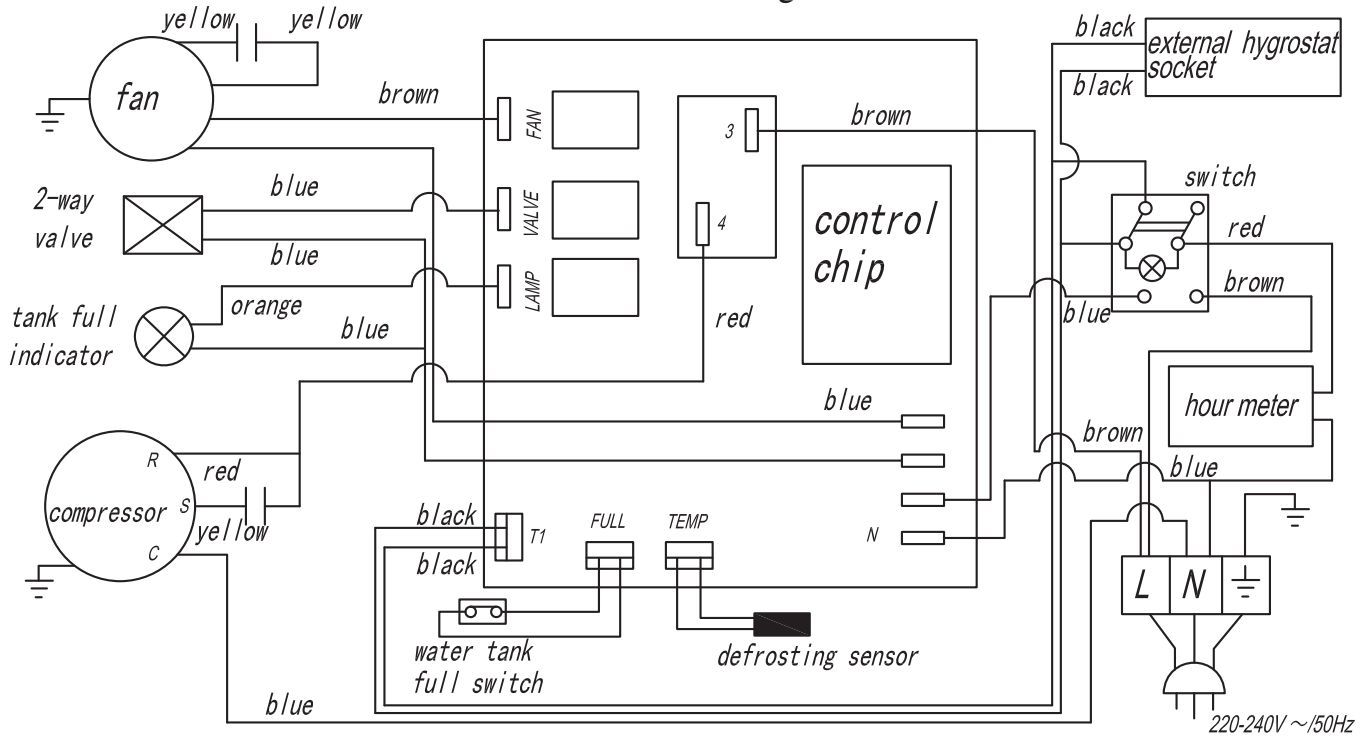 yellow yellow
fan
brown
FAN
3
brown
black
external hygrostat
socket
black
switch
2-way
valve
blue
VALVE
blue
4
control
chip
red
tank full
indicator
orange
LAMP
blue
red
blue
brown
hour meter
blue
brown
blue
R
red
compressor
S
yellow
C
black
T1
black
FULL
TEMP
N
L
N
water tank
full switch
defrosting sensor
blue
220-240V ~/50Hz